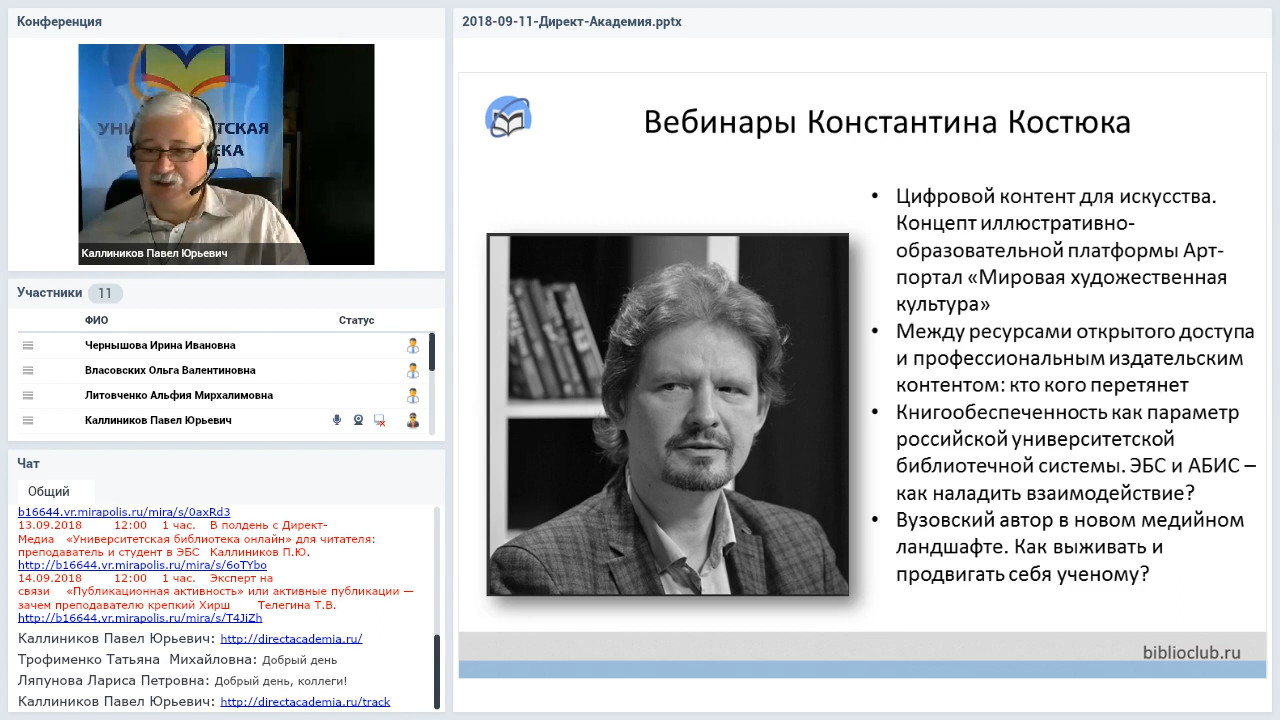 Конференция
УНИ ТСКАЯ
ЕКА
Каллиников Павел Юрьевич
Участники 11
ФИО Статус
Чернышова Ирина Ивановна
Власовских Ольга Валентиновна
Литовченко Альфия Мирхалимовна
Каллиников Павел Юрьевич
Чат
Общий
b16644.vr.mirapolis.ru/mira/s/0axRd3
13.09.2018 12:00 1 час. В полдень с Директ-
Медиа «Университетская библиотека онлайн» для читателя:
преподаватель и студент в ЭБС Каллиников П.Ю.
http://b16644.vr.mirapolis.ru/mira/s/6oTYbo
14.09.2018 12:00 1 час. Эксперт на
связи «Публикационная активность» или активные публикации —
зачем преподавателю крепкий Хирш Телегина Т.В.
http://b16644.vr.mirapolis.ru/mira/s/T4JiZh
Каллиников Павел Юрьевич: http://directacademia.ru/
Трофименко Татьяна Михайловна: Добрый день
Ляпунова Лариса Петровна: Добрый день, коллеги!
Каллиников Павел Юрьевич: http://directacademia.ru/track
2018-09-11-Директ-Академия.pptx
Вебинары Константина Костюка
• Цифровой контент для искусства.
Концепт иллюстративно-
образовательной платформы Арт-
портал «Мировая художественная
культура»
• Между ресурсами открытого доступа
и профессиональным издательским
контентом: кто кого перетянет
• Книгообеспеченность как параметр
российской университетской
библиотечной системы. ЭБС и АБИС –
как наладить взаимодействие?
• Вузовский автор в новом медийном
ландшафте. Как выживать и
продвигать себя ученому?
biblioclub.ru